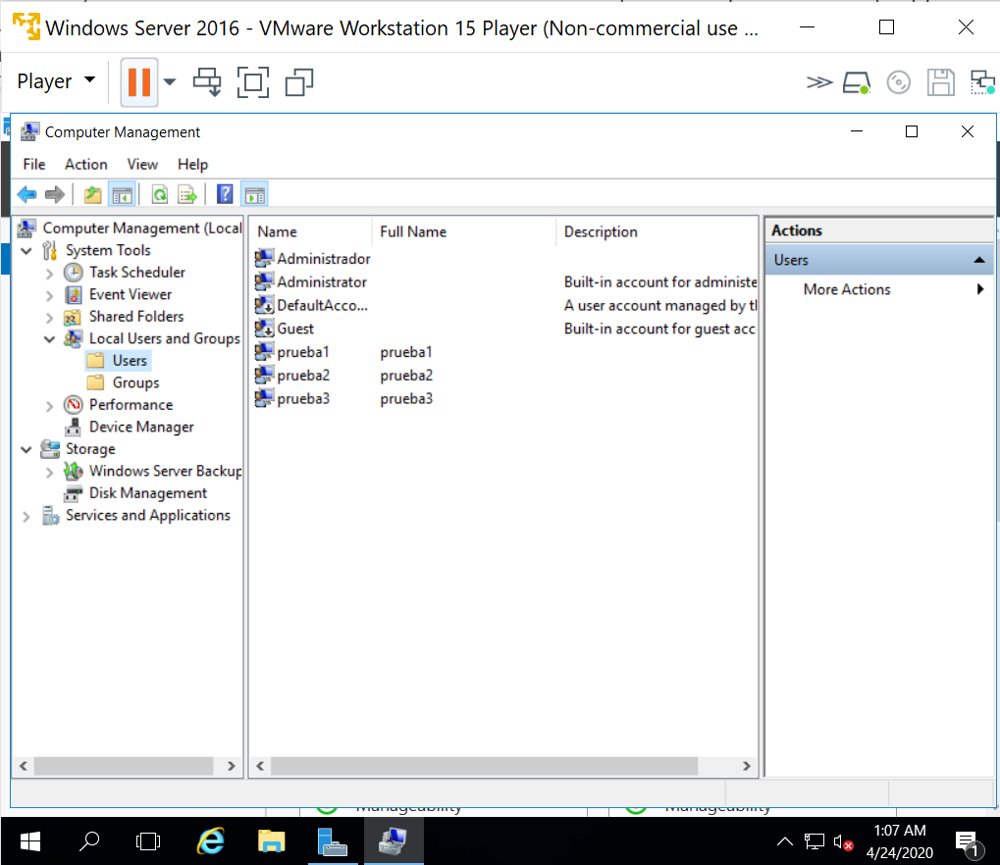 Windows Server 2016 - VMware Workstation 15 Player (Non-commercial use ...
Player
Computer Management
File Action View Help
Computer Management (Local
System Tools
Task Scheduler
Event Viewer
Shared Folders
Local Users and Groups
Users
Groups
Performance
Device Manager
Storage
Windows Server Backup
Disk Management
Services and Applications
Name Full Name Description
Administrador
Administrator Built-in account for administe
DefaultAcco... A user account managed by tl
Guest Built-in account for guest acc
prueba1 prueba1
prueba2 prueba2
prueba3 prueba3
Actions
Users
More Actions
Manageability Manageability
1:07 AM
4/24/2020
1